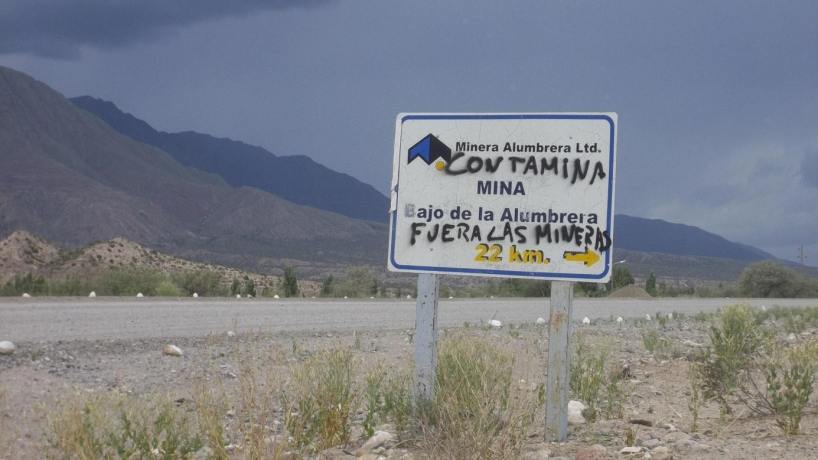 Minera Alumbrera Ltd.
CONTAMINA
MINA
Bajo de la Alumbrera
FUERA LAS MINERAS
22 km.